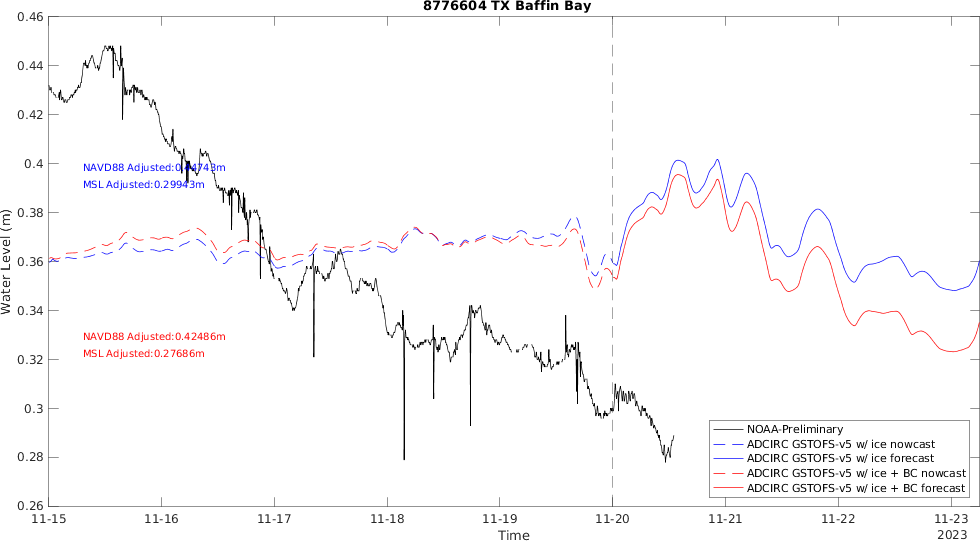 8776604 TX Baffin Bay
Water Level (m)
0.46
0.44
0.42
0.4
0.38
0.36
0.34
0.32
0.3
0.28
0.26
NAVD88 Adjusted:0.44743m
MSL Adjusted:0.29943m
NAVD88 Adjusted:0.42486m
MSL Adjusted:0.27686m
NOAA-Preliminary
ADCIRC GSTOFS-v5 w/ ice nowcast
ADCIRC GSTOFS-v5 w/ ice forecast
ADCIRC GSTOFS-v5 w/ ice + BC nowcast
ADCIRC GSTOFS-v5 w/ ice + BC forecast
11-15 11-16 11-17 11-18 11-19 11-20 11-21 11-22 11-23
Time
2023